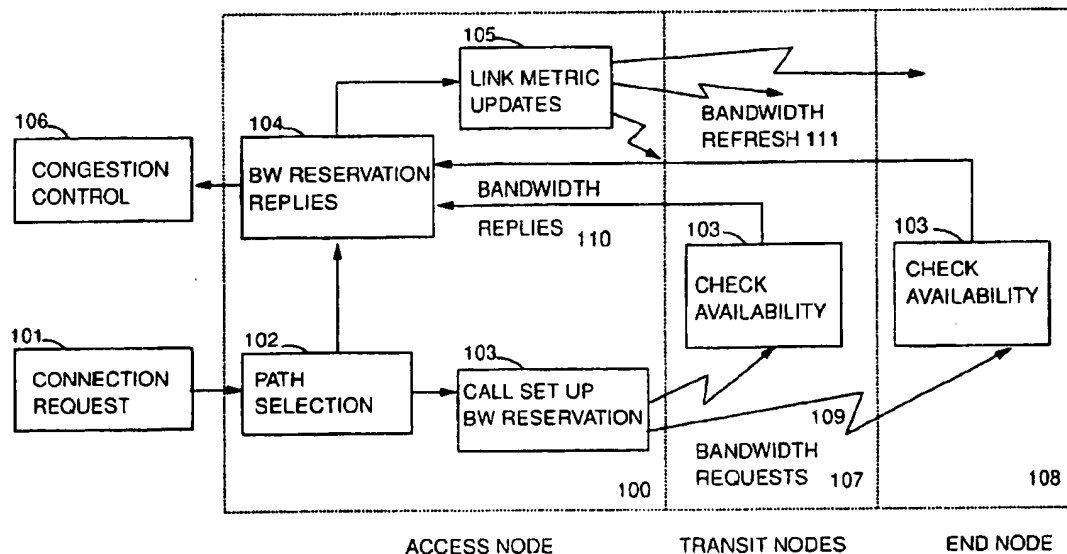 105
LINK METRIC
UPDATES
106
CONGESTION
CONTROL
104
BW RESERVATION
REPLIES
BANDWIDTH
REFRESH 111
BANDWIDTH
REPLIES 110
103
CHECK
AVAILABILITY
103
CHECK
AVAILABILITY
101
CONNECTION
REQUEST
102
PATH
SELECTION
103
CALL SET UP
BW RESERVATION
109
BANDWIDTH
REQUESTS
100
107
108
ACCESS NODE
TRANSIT NODES
END NODE